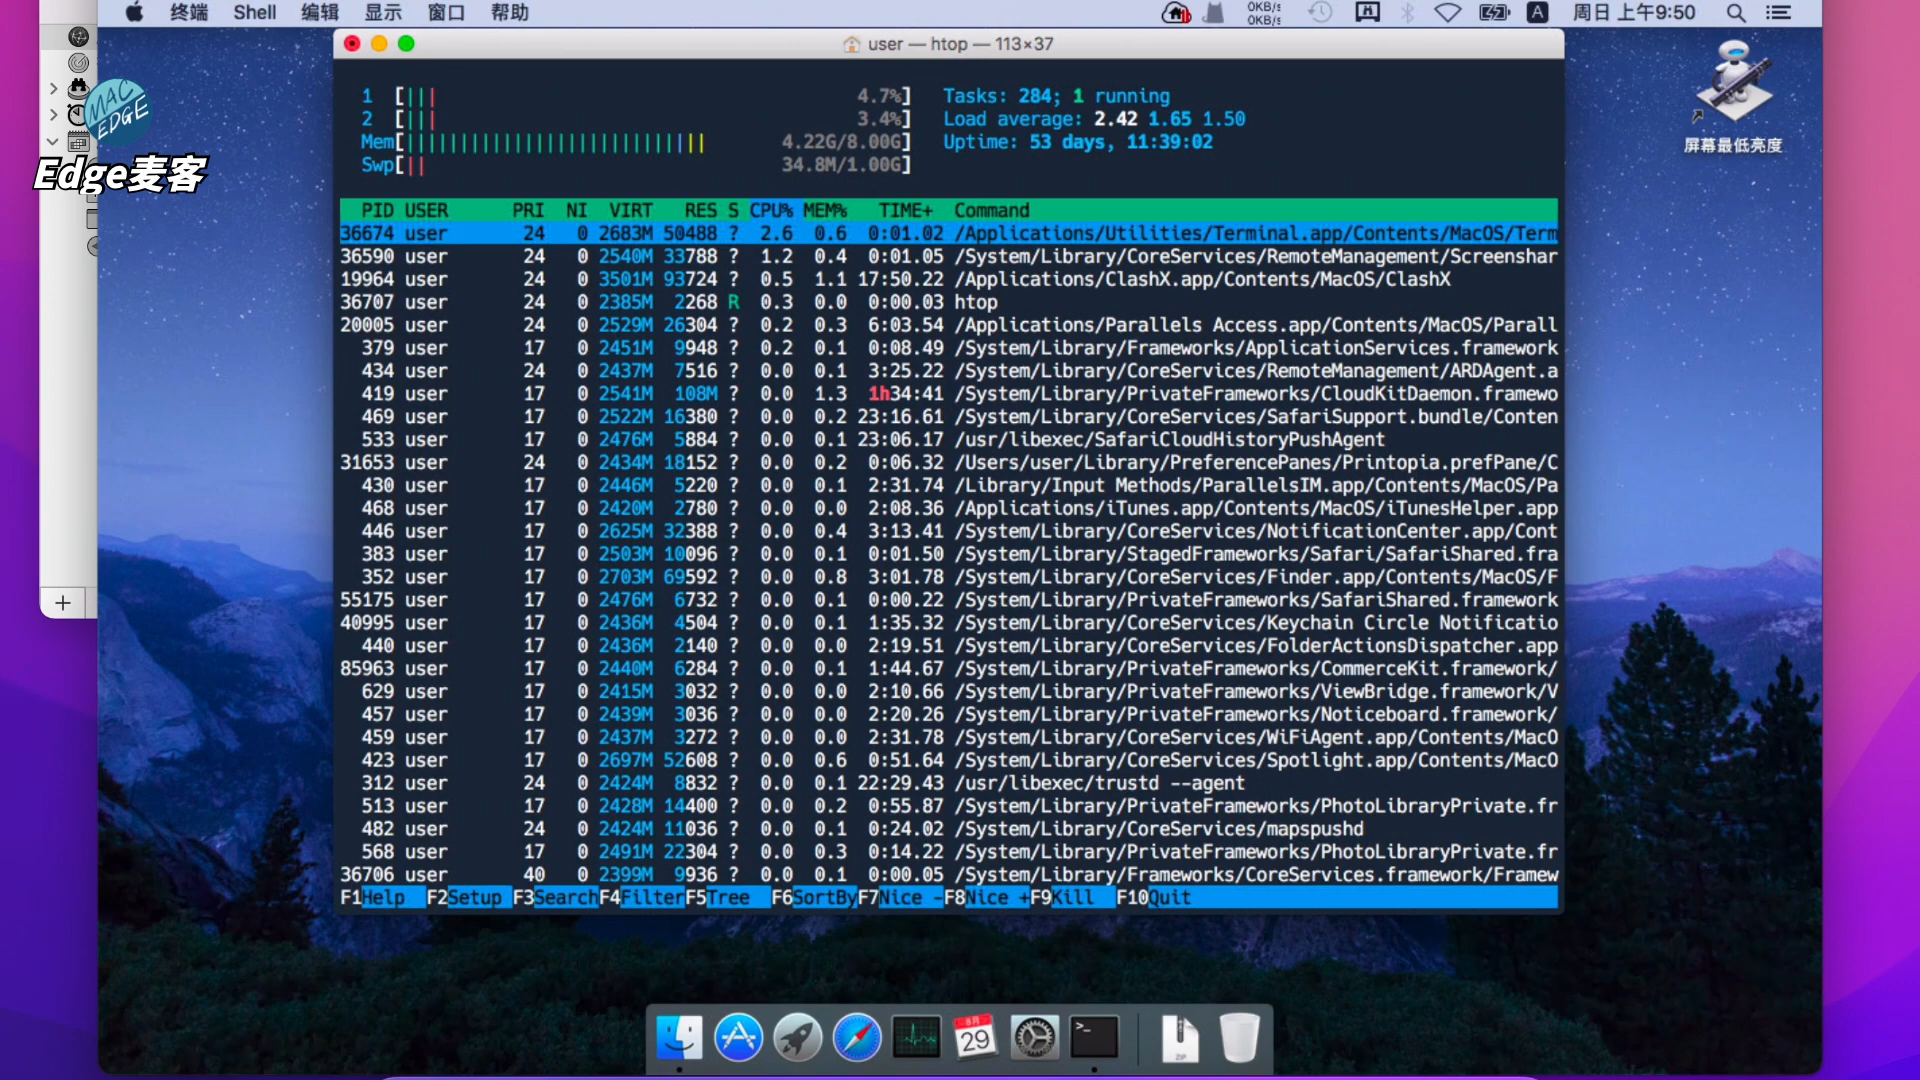 终端 Shell 编辑 显示 窗口 帮助
0KB/s
0KB/s
A 周日 上午9:50
MAC
EDGE
Edge麦客
屏幕最低亮度
user — htop — 113×37
1 [||| 4.7%] Tasks: 284; 1 running
2 [||| 3.4%] Load average: 2.42 1.65 1.50
Mem[||||||||||||||||||||||||||||| 4.22G/8.00G] Uptime: 53 days, 11:39:02
Swp[|| 34.8M/1.00G]
PID USER PRI NI VIRT RES S CPU% MEM% TIME+ Command
36674 user 24 0 2683M 50488 ? 2.6 0.6 0:01.02 /Applications/Utilities/Terminal.app/Contents/MacOS/Term
36590 user 24 0 2540M 33788 ? 1.2 0.4 0:01.05 /System/Library/CoreServices/RemoteManagement/Screenshar
19964 user 24 0 3501M 93724 ? 0.5 1.1 17:50.22 /Applications/ClashX.app/Contents/MacOS/ClashX
36707 user 24 0 2385M 2268 R 0.3 0.0 0:00.03 htop
20005 user 24 0 2529M 26304 ? 0.2 0.3 6:03.54 /Applications/Parallels Access.app/Contents/MacOS/Parall
379 user 17 0 2451M 9948 ? 0.2 0.1 0:08.49 /System/Library/Frameworks/ApplicationServices.framework
434 user 24 0 2437M 7516 ? 0.0 0.1 3:25.22 /System/Library/CoreServices/RemoteManagement/ARDAgent.a
419 user 17 0 2541M 108M ? 0.0 1.3 1h34:41 /System/Library/PrivateFrameworks/CloudKitDaemon.framewo
469 user 17 0 2522M 16380 ? 0.0 0.2 23:16.61 /System/Library/CoreServices/SafariSupport.bundle/Conten
533 user 17 0 2476M 5884 ? 0.0 0.1 23:06.17 /usr/libexec/SafariCloudHistoryPushAgent
31653 user 24 0 2434M 18152 ? 0.0 0.2 0:06.32 /Users/user/Library/PreferencePanes/Printopia.prefPane/C
430 user 17 0 2446M 5220 ? 0.0 0.1 2:31.74 /Library/Input Methods/ParallelsIM.app/Contents/MacOS/Pa
468 user 17 0 2420M 2780 ? 0.0 0.0 2:08.36 /Applications/iTunes.app/Contents/MacOS/iTunesHelper.app
446 user 17 0 2625M 32388 ? 0.0 0.4 3:13.41 /System/Library/CoreServices/NotificationCenter.app/Cont
383 user 17 0 2503M 10096 ? 0.0 0.1 0:01.50 /System/Library/StagedFrameworks/Safari/SafariShared.fra
352 user 17 0 2703M 69592 ? 0.0 0.8 3:01.78 /System/Library/CoreServices/Finder.app/Contents/MacOS/F
55175 user 17 0 2476M 6732 ? 0.0 0.1 0:00.22 /System/Library/PrivateFrameworks/SafariShared.framework
40995 user 17 0 2436M 4504 ? 0.0 0.1 1:35.32 /System/Library/CoreServices/Keychain Circle Notificatio
440 user 17 0 2436M 2140 ? 0.0 0.0 2:19.51 /System/Library/CoreServices/FolderActionsDispatcher.app
85963 user 17 0 2440M 6284 ? 0.0 0.1 1:44.67 /System/Library/PrivateFrameworks/CommerceKit.framework/
629 user 17 0 2415M 3032 ? 0.0 0.0 2:10.66 /System/Library/PrivateFrameworks/ViewBridge.framework/V
457 user 17 0 2439M 3036 ? 0.0 0.0 2:20.26 /System/Library/PrivateFrameworks/Noticeboard.framework/
459 user 17 0 2437M 3272 ? 0.0 0.0 2:31.78 /System/Library/CoreServices/WiFiAgent.app/Contents/MacO
423 user 17 0 2697M 52608 ? 0.0 0.6 0:51.64 /System/Library/CoreServices/Spotlight.app/Contents/MacO
312 user 24 0 2424M 8832 ? 0.0 0.1 22:29.43 /usr/libexec/trustd --agent
513 user 17 0 2428M 14400 ? 0.0 0.2 0:55.87 /System/Library/PrivateFrameworks/PhotoLibraryPrivate.fr
482 user 24 0 2424M 11036 ? 0.0 0.1 0:24.02 /System/Library/CoreServices/mapspushd
568 user 17 0 2491M 22304 ? 0.0 0.3 0:14.22 /System/Library/PrivateFrameworks/PhotoLibraryPrivate.fr
36706 user 40 0 2399M 9936 ? 0.0 0.1 0:00.05 /System/Library/Frameworks/CoreServices.framework/Framew
F1Help F2Setup F3SearchF4FilterF5Tree F6SortByF7Nice -F8Nice +F9Kill F10Quit
8月
29
>_
ZIP